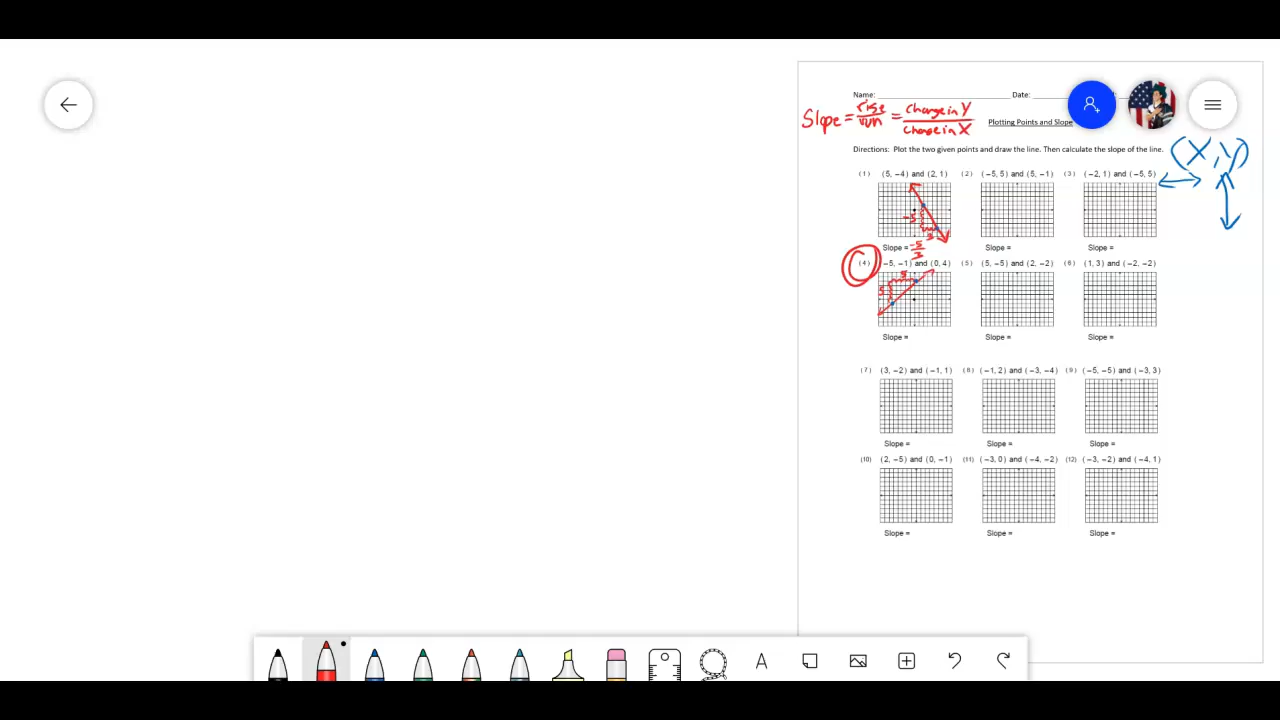 Name: ______________________________ Date: __________
Slope = rise/run = change in Y/change in X
Plotting Points and Slope
Directions: Plot the two given points and draw the line. Then calculate the slope of the line.
(X,Y)
(1) (5, −4) and (2, 1) (2) (−5, 5) and (5, −1) (3) (−2, 1) and (−5, 5)
-5
3
Slope = -5/3 Slope = Slope =
(4) −5, −1) and (0, 4) (5) (5, −5) and (2, −2) (6) (1, 3) and (−2, −2)
5
5
Slope = Slope = Slope =
(7) (3, −2) and (−1, 1) (8) (−1, 2) and (−3, −4) (9) (−5, −5) and (−3, 3)
Slope = Slope = Slope =
(10) (2, −5) and (0, −1) (11) (−3, 0) and (−4, −2) (12) (−3, −2) and (−4, 1)
Slope = Slope = Slope =
A